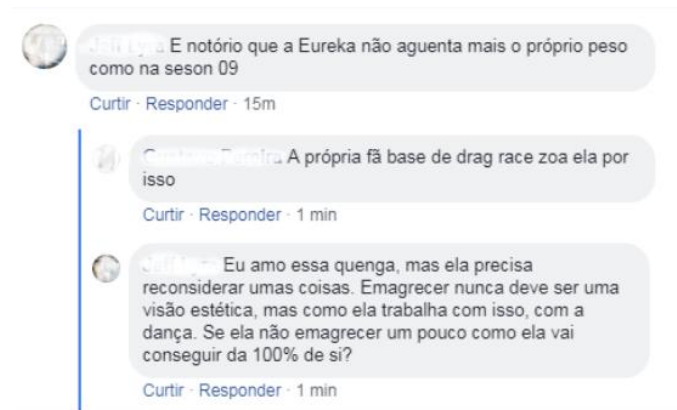 E notório que a Eureka não aguenta mais o próprio peso
como na seson 09
Curtir · Responder · 15m
A própria fã base de drag race zoa ela por
isso
Curtir · Responder · 1 min
Eu amo essa quenga, mas ela precisa
reconsiderar umas coisas. Emagrecer nunca deve ser uma
visão estética, mas como ela trabalha com isso, com a
dança. Se ela não emagrecer um pouco como ela vai
conseguir da 100% de si?
Curtir · Responder · 1 min